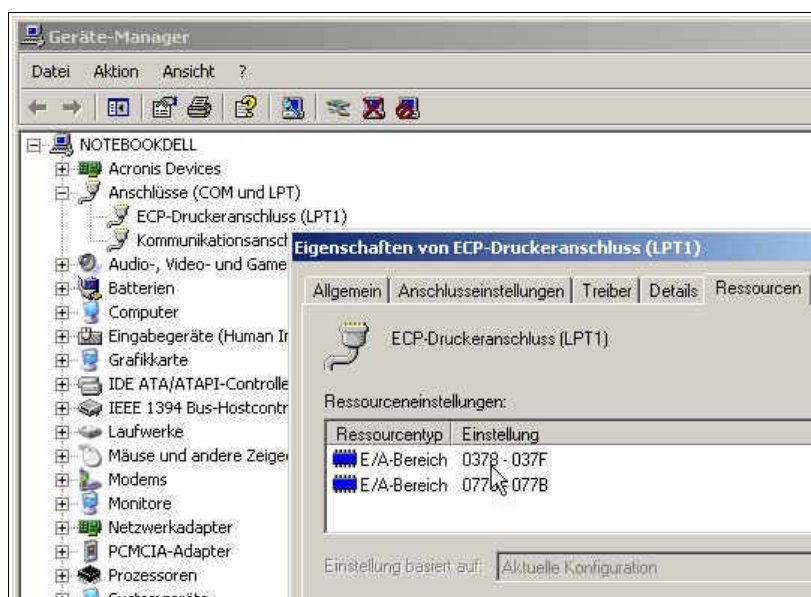 Geräte-Manager
Datei Aktion Ansicht ?
NOTEBOOKDELL
Acronis Devices
Anschlüsse (COM und LPT)
ECP-Druckeranschluss (LPT1)
Kommunikationsansch
Audio-, Video- und Game
Batterien
Computer
Eingabegeräte (Human In
Grafikkarte
IDE ATA/ATAPI-Controlle
IEEE 1394 Bus-Hostcontr
Laufwerke
Mäuse und andere Zeige
Modems
Monitore
Netzwerkadapter
PCMCIA-Adapter
Prozessoren
Eigenschaften von ECP-Druckeranschluss (LPT1)
Allgemein Anschlusseinstellungen Treiber Details Ressourcen
ECP-Druckeranschluss (LPT1)
Ressourceneinstellungen:
Ressourcentyp Einstellung
E/A-Bereich 0378 - 037F
E/A-Bereich 077B
Einstellung basiert auf: Aktuelle Konfiguration